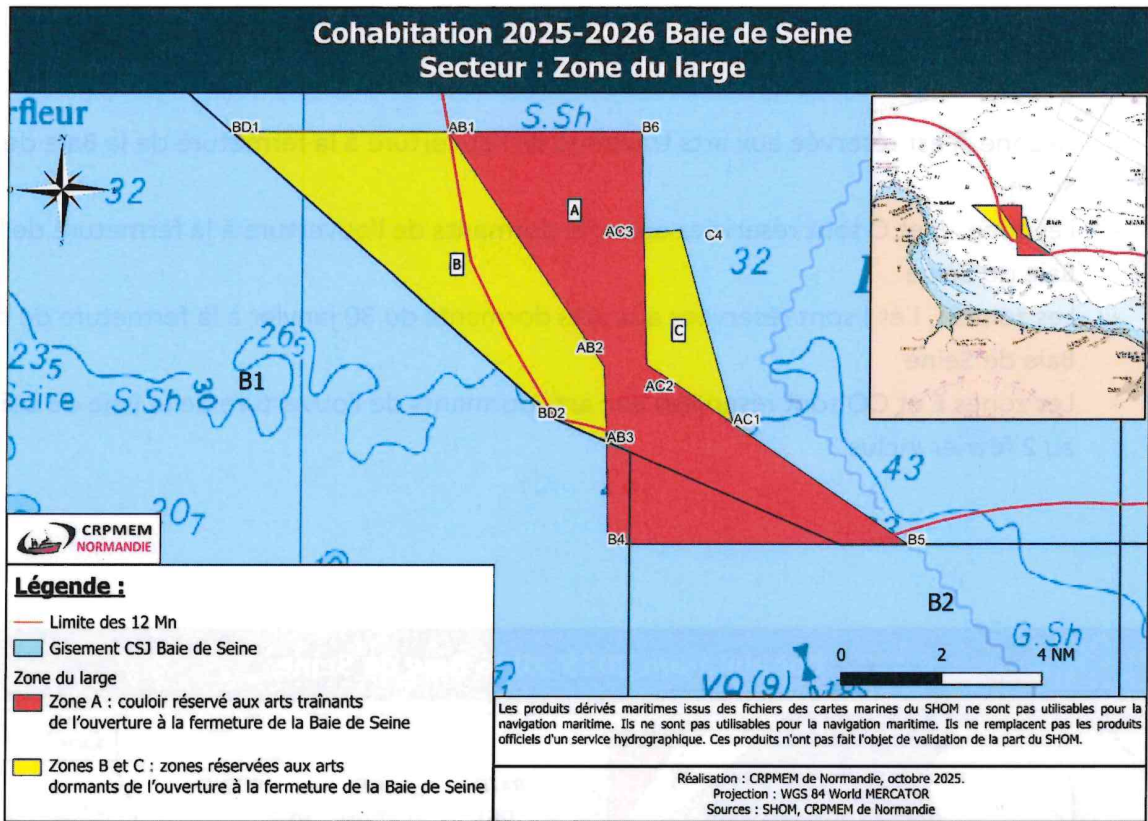 Cohabitation 2025-2026 Baie de Seine
Secteur : Zone du large
rfleur
BD1
AB1
S.Sh
B6
32
A
AC3
C4
B
32
C
26₅
23₅
Saire
S.Sh
30
B1
AB2
AC2
BD2
AC1
AB3
43
20₇
B4
B5
B2
G.Sh
VQ(9)
0 2 4 NM
CRPMEM
NORMANDIE
Légende :
Limite des 12 Mn
Gisement CSJ Baie de Seine
Zone du large
Zone A : couloir réservé aux arts traînants
de l'ouverture à la fermeture de la Baie de Seine
Zones B et C : zones réservées aux arts
dormants de l'ouverture à la fermeture de la Baie de Seine
Les produits dérivés maritimes issus des fichiers des cartes marines du SHOM ne sont pas utilisables pour la
navigation maritime. Ils ne sont pas utilisables pour la navigation maritime. Ils ne remplacent pas les produits
officiels d'un service hydrographique. Ces produits n'ont pas fait l'objet de validation de la part du SHOM.
Réalisation : CRPMEM de Normandie, octobre 2025.
Projection : WGS 84 World MERCATOR
Sources : SHOM, CRPMEM de Normandie